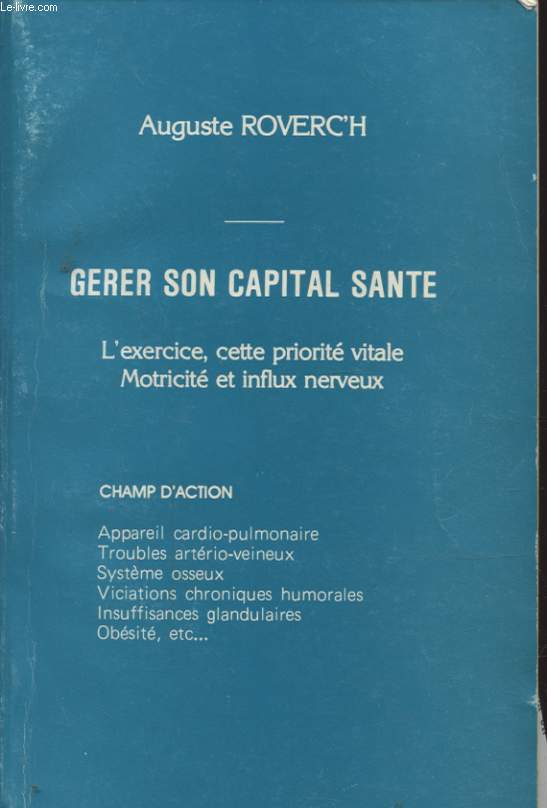 Le-livre.com
Auguste ROVERC'H
GERER SON CAPITAL SANTE
L'exercice, cette priorité vitale
Motricité et influx nerveux
CHAMP D'ACTION
Appareil cardio-pulmonaire
Troubles artério-veineux
Système osseux
Viciations chroniques humorales
Insuffisances glandulaires
Obésité, etc...